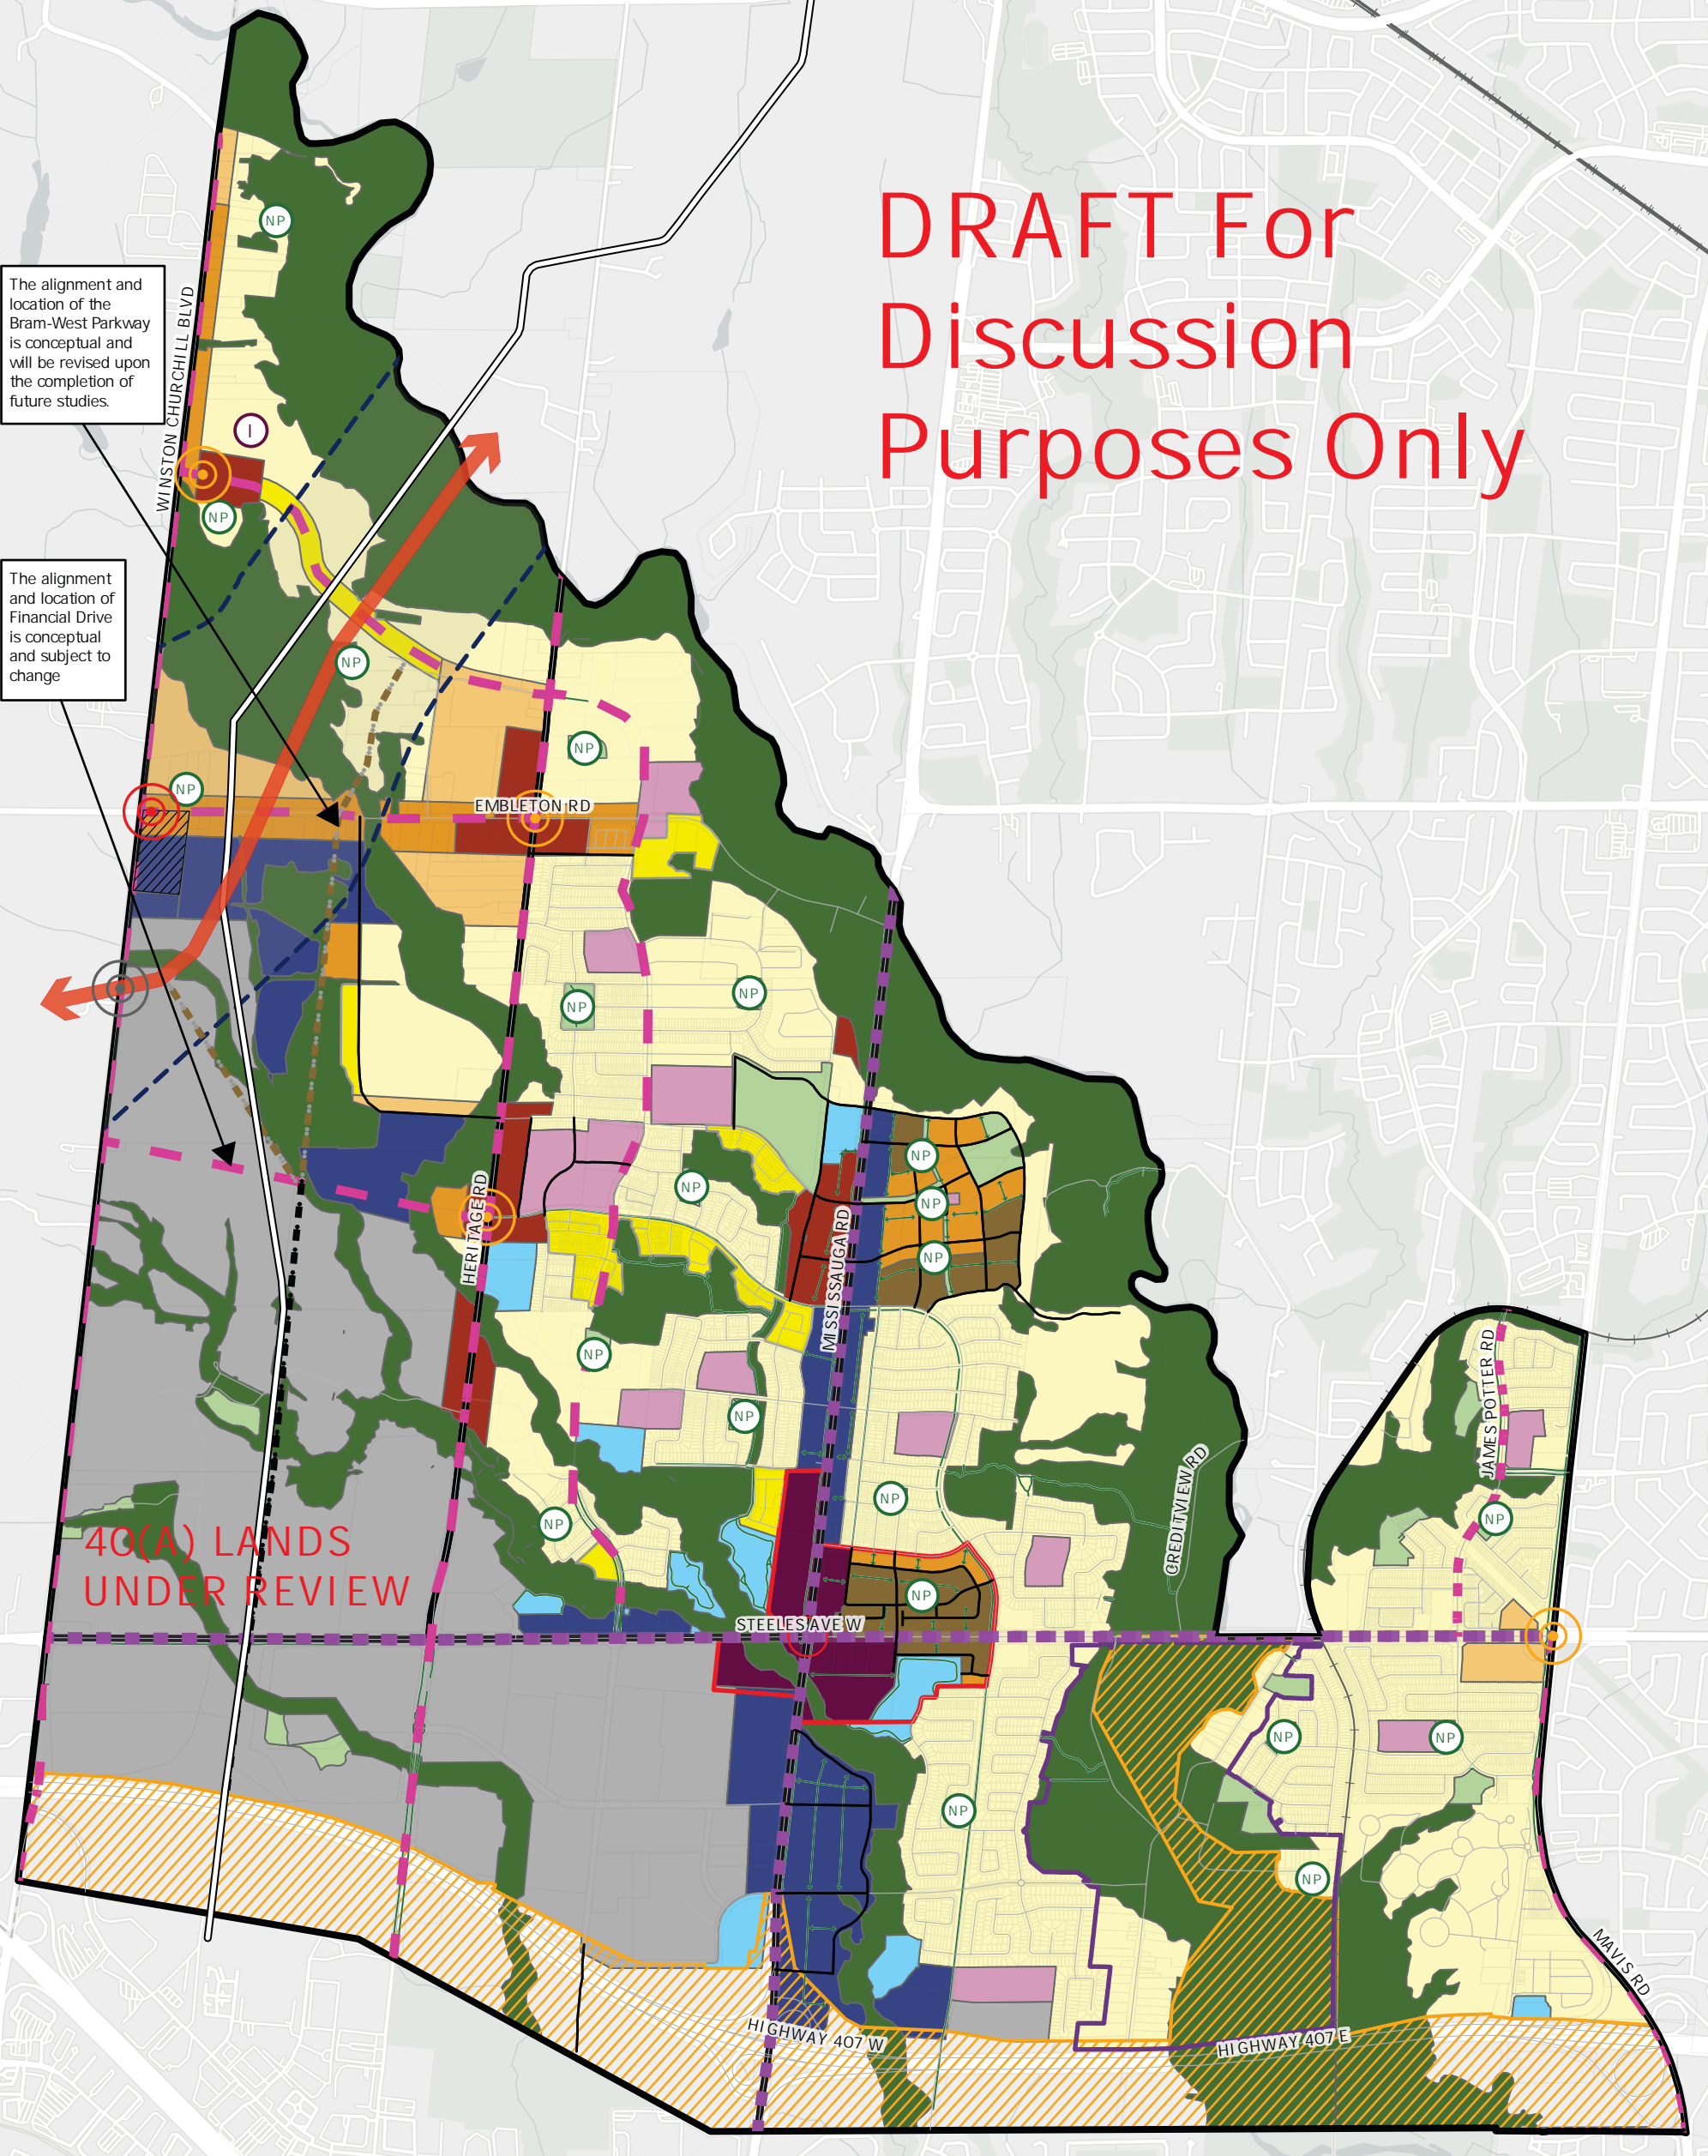 DRAFT For
Discussion
Purposes Only
NP
The alignment and
location of the
Bram-West Parkway
is conceptual and
will be revised upon
the completion of
future studies.
WINSTON CHURCHILL BLVD
I
NP
The alignment
and location of
Financial Drive
is conceptual
and subject to
change
NP
NP
NP
EMBLETON RD
NP
NP
NP
NP
NP
HERITAGE RD
MISSISSAUGA RD
NP
NP
JAMES POTTER RD
NP
NP
CREDITVIEW RD
NP
NP
40(A) LANDS
UNDER REVIEW
NP
STEELES AVE W
NP
NP
NP
NP
MAVIS RD
HIGHWAY 407 W
HIGHWAY 407 E